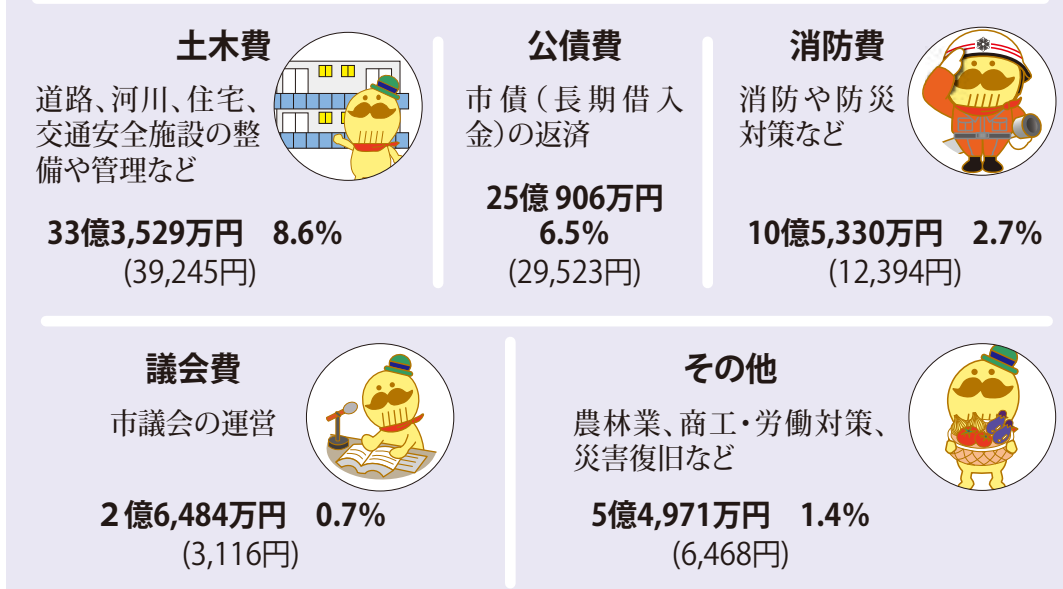 土木費
道路、河川、住宅、
交通安全施設の整
備や管理など
33億3,529万円 8.6%
(39,245円)
公債費
市債(長期借入
金)の返済
25億 906万円
6.5%
(29,523円)
消防費
消防や防災
対策など
10億5,330万円 2.7%
(12,394円)
議会費
市議会の運営
2億6,484万円 0.7%
(3,116円)
その他
農林業、商工・労働対策、
災害復旧など
5億4,971万円 1.4%
(6,468円)